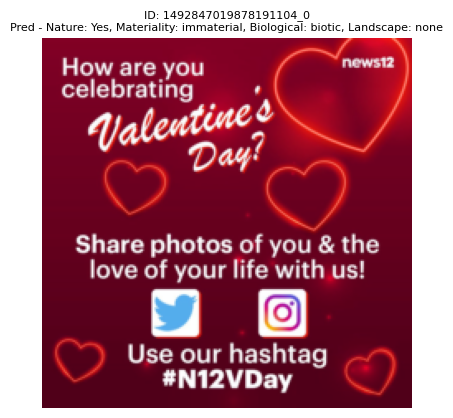 ID: 1492847019878191104_0
Pred - Nature: Yes, Materiality: immaterial, Biological: biotic, Landscape: none
news12
How are you
celebrating
Valentine's
Day?
Share photos of you & the
love of your life with us!
Use our hashtag
#N12VDay